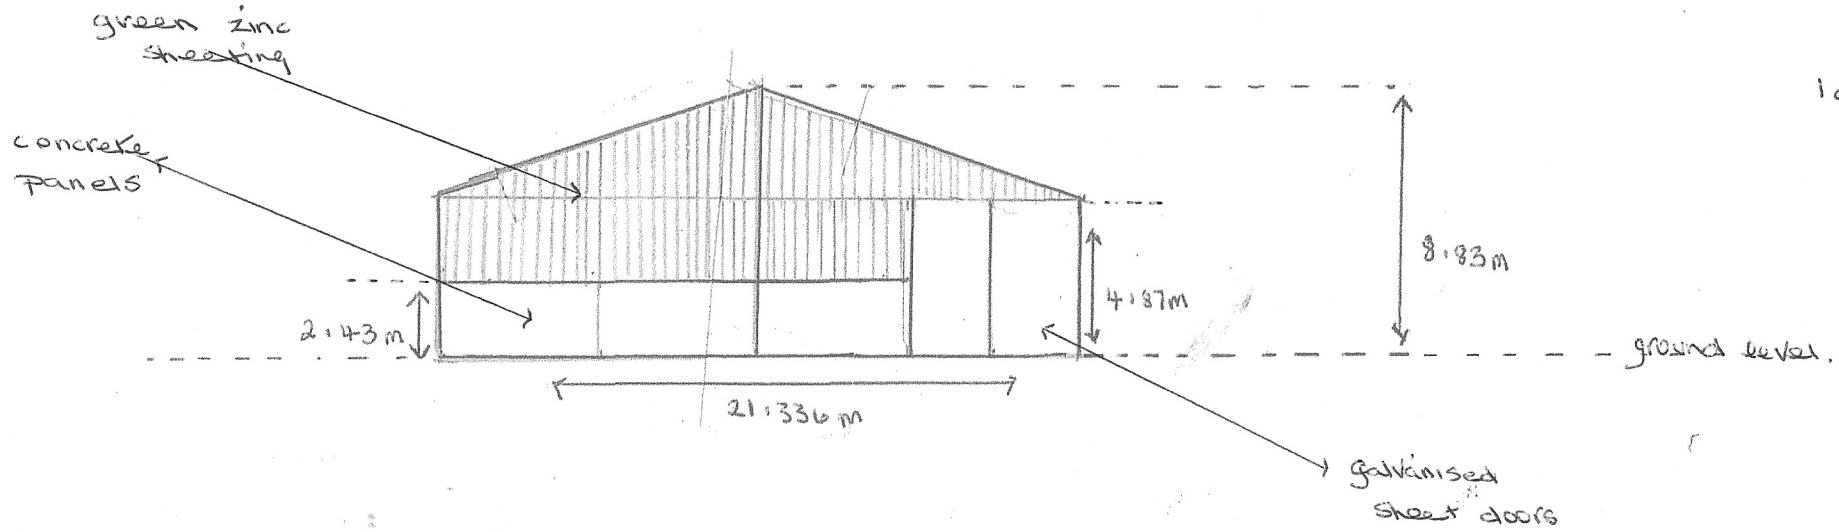 green zinc
sheeting
concrete
panels
8.83m
4.87m
2.43m
ground level.
21.336m
galvanised
sheet doors